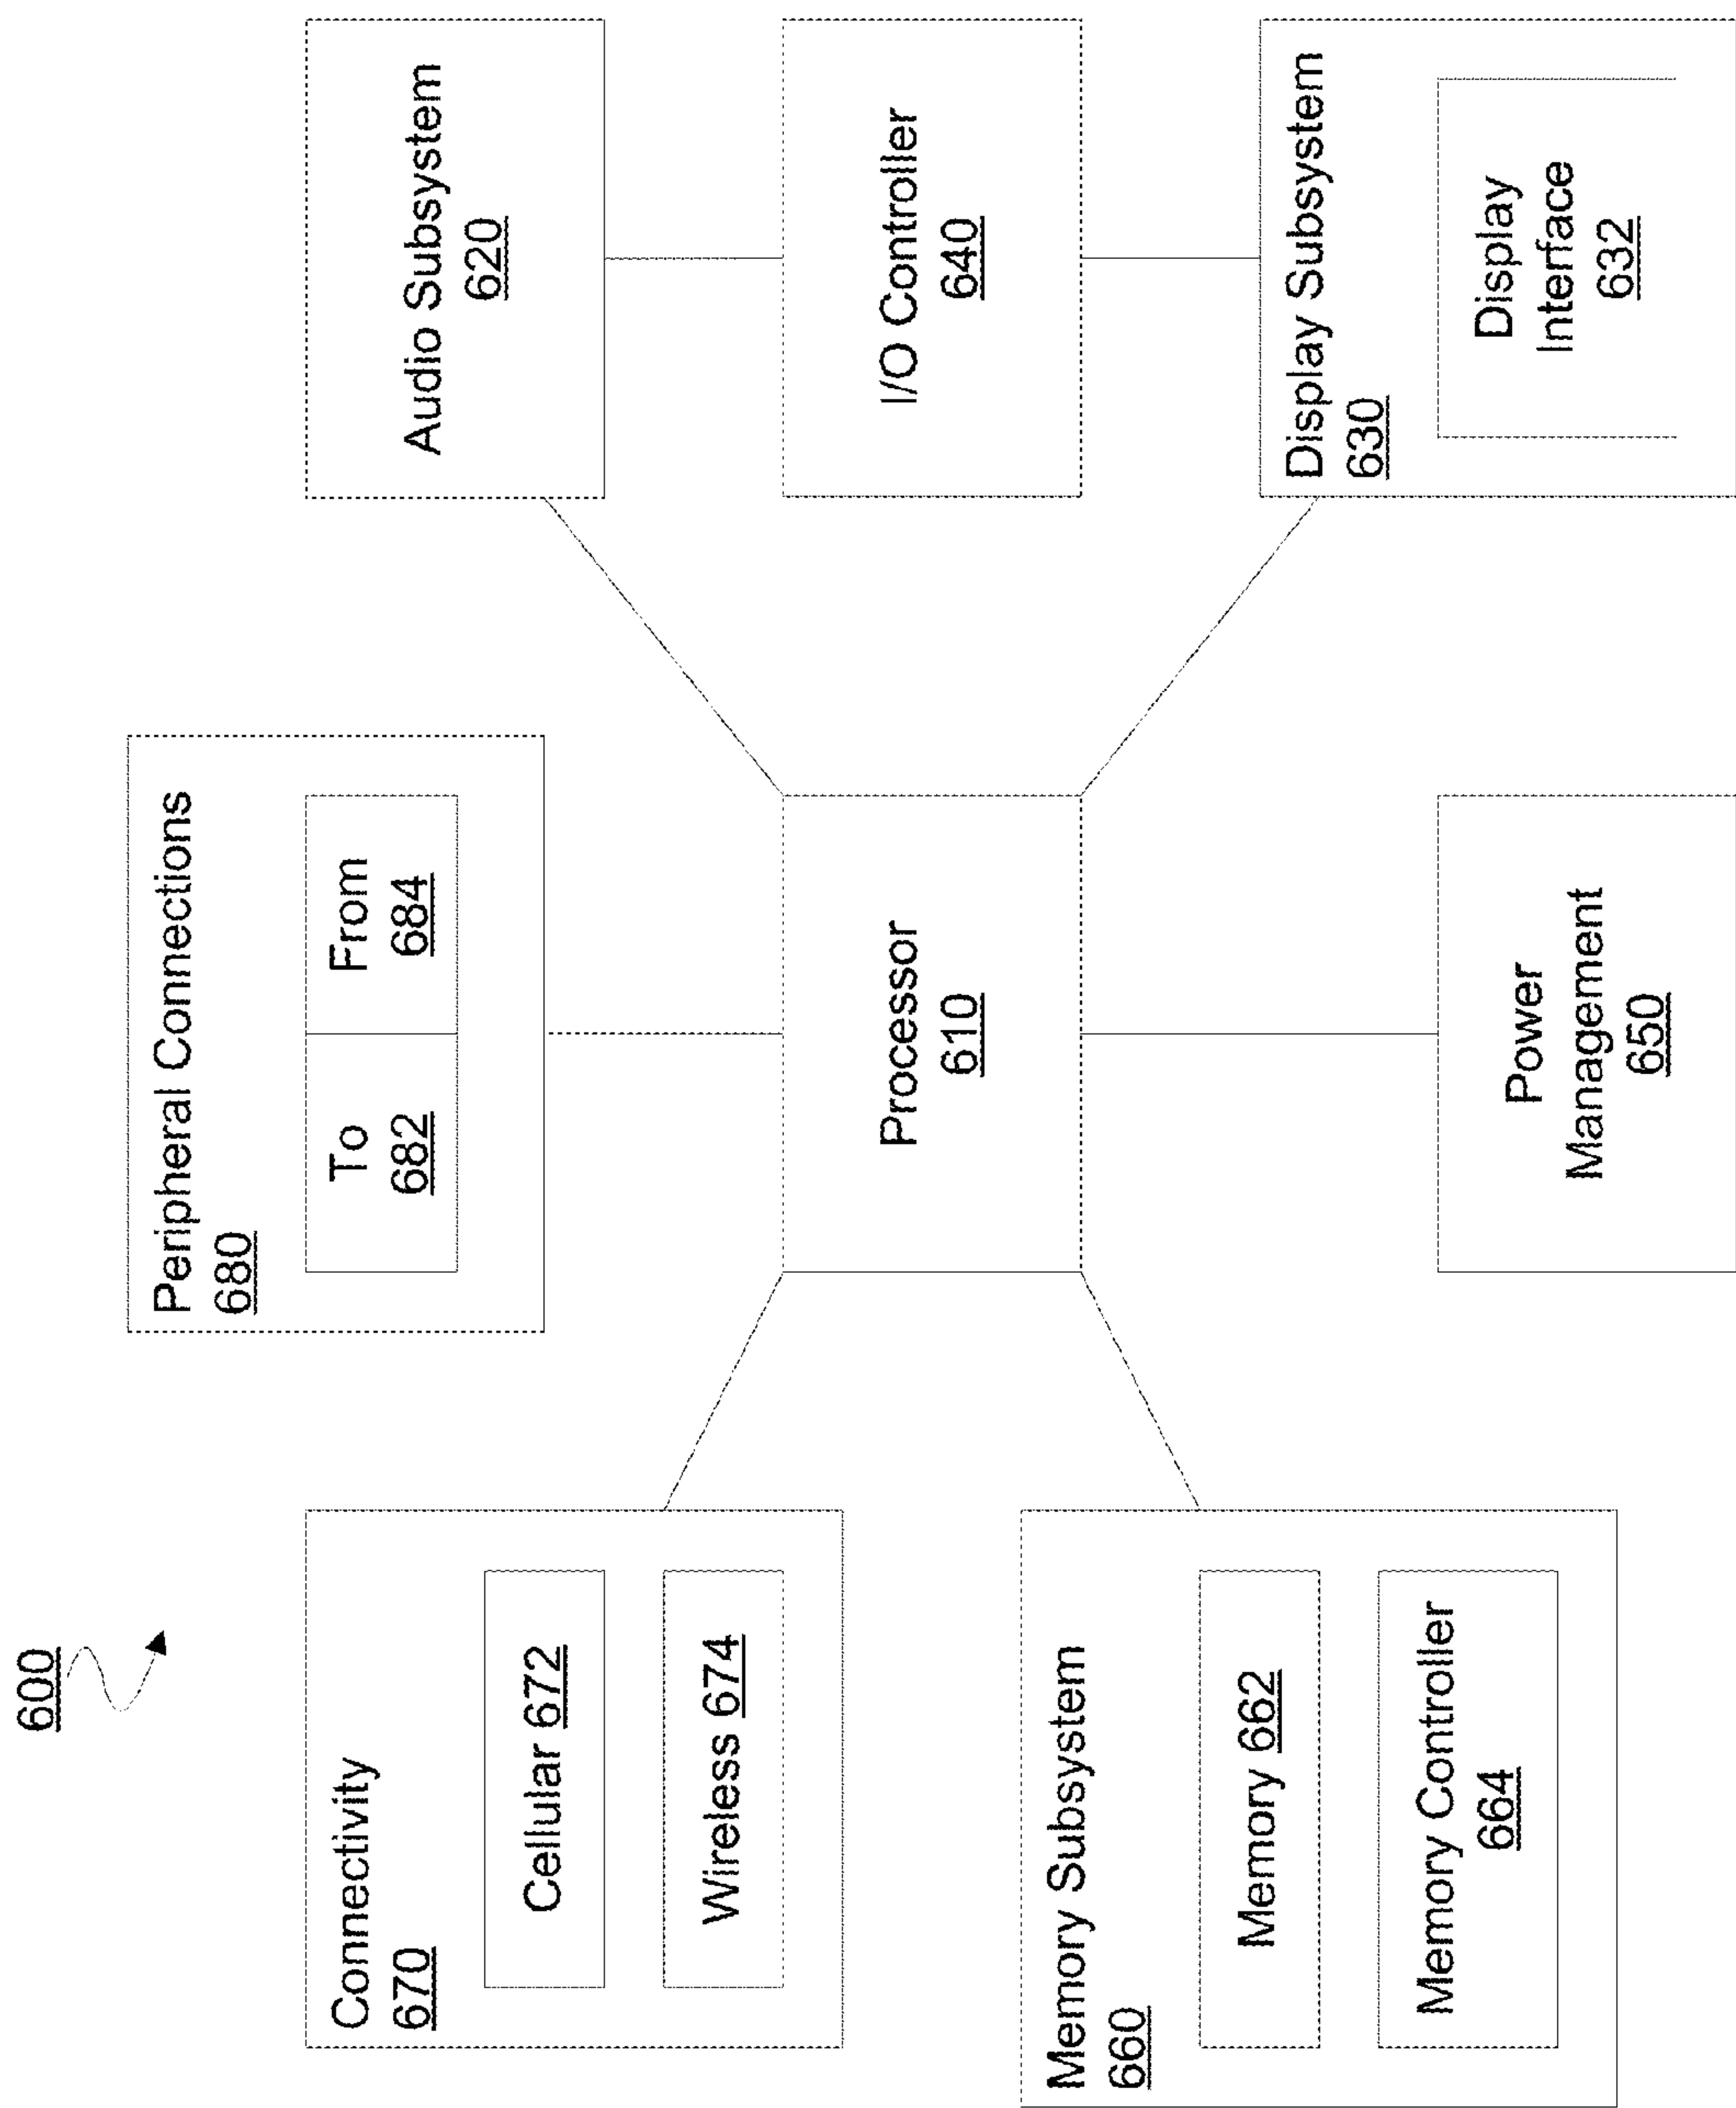 600
Connectivity
670
Cellular 672
Wireless 674
Memory Subsystem
660
Memory 662
Memory Controller
664
Peripheral Connections
680
To
682
From
684
Processor
610
Power
Management
650
Audio Subsystem
620
I/O Controller
640
Display Subsystem
630
Display
Interface
632